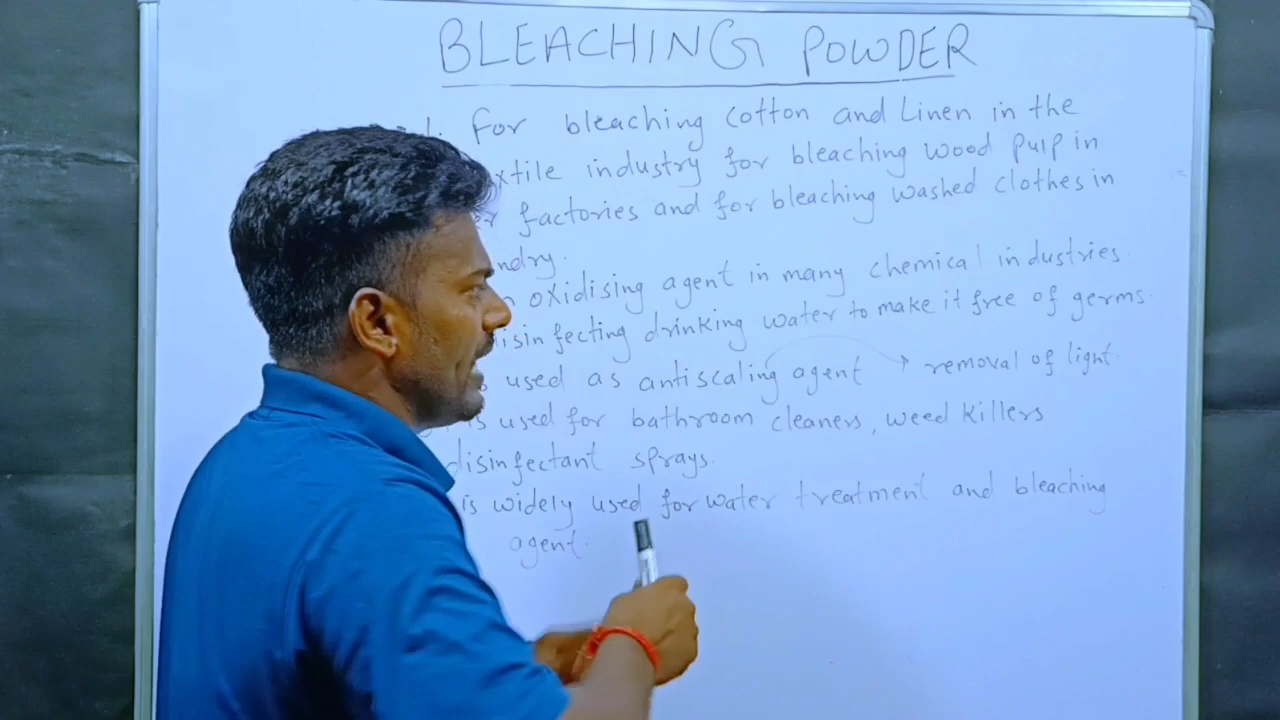 BLEACHING POWDER
1. For bleaching cotton and Linen in the
xtile industry for bleaching wood pulp in
factories and for bleaching washed clothes in
ndry.
oxidising agent in many chemical industries.
isinfecting drinking water to make it free of germs.
used as antiscaling agent → removal of light.
is used for bathroom cleaners, weed killers
disinfectant sprays.
is widely used for water treatment and bleaching
agent.